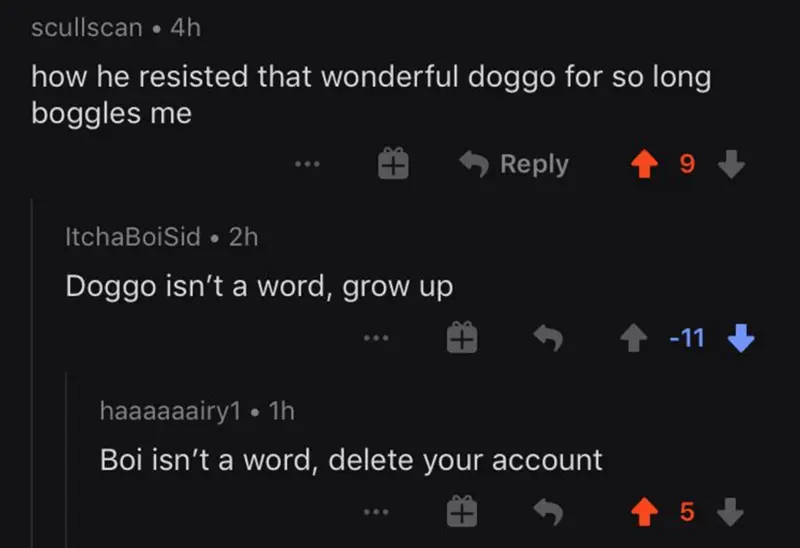 scullscan • 4h
how he resisted that wonderful doggo for so long
boggles me
Reply 9
ItchaBoiSid • 2h
Doggo isn't a word, grow up
-11
haaaaaairy1 • 1h
Boi isn't a word, delete your account
5